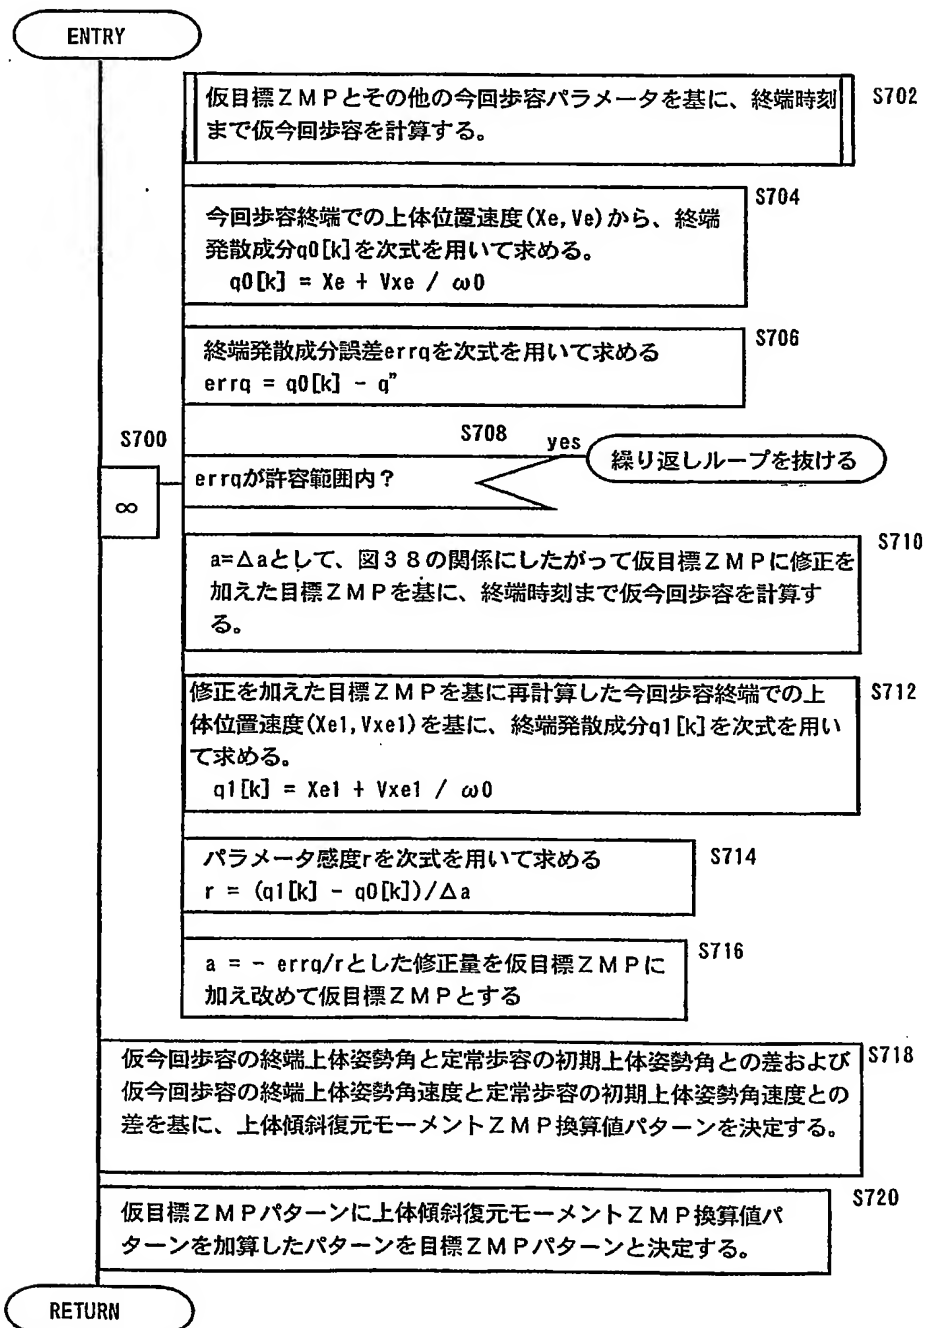 ENTRY
仮目標ZMPとその他の今回歩容パラメータを基に、終端時刻
まで仮今回歩容を計算する。
S702
S704
今回歩容終端での上体位置速度(Xe,Ve)から、終端
発散成分q0[k]を次式を用いて求める。
q0[k] = Xe + Vxe / ω0
S706
終端発散成分誤差errqを次式を用いて求める
errq = q0[k] - q"
S700
∞
S708
yes
繰り返しループを抜ける
errqが許容範囲内?
S710
a=Δaとして、図38の関係にしたがって仮目標ZMPに修正を
加えた目標ZMPを基に、終端時刻まで仮今回歩容を計算す
る。
S712
修正を加えた目標ZMPを基に再計算した今回歩容終端での上
体位置速度(Xe1,Vxe1)を基に、終端発散成分q1[k]を次式を用い
て求める。
q1[k] = Xe1 + Vxe1 / ω0
S714
パラメータ感度rを次式を用いて求める
r = (q1[k] - q0[k])/Δa
S716
a = - errq/rとした修正量を仮目標ZMPに
加え改めて仮目標ZMPとする
S718
仮今回歩容の終端上体姿勢角と定常歩容の初期上体姿勢角との差および
仮今回歩容の終端上体姿勢角速度と定常歩容の初期上体姿勢角速度との
差を基に、上体傾斜復元モーメントZMP換算値パターンを決定する。
S720
仮目標ZMPパターンに上体傾斜復元モーメントZMP換算値パ
ターンを加算したパターンを目標ZMPパターンと決定する。
RETURN